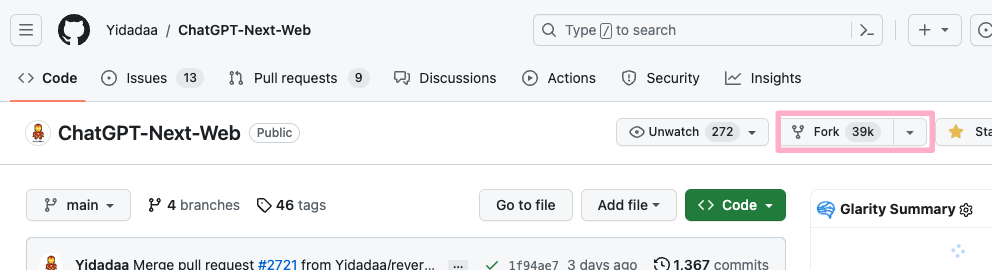 Yidadaa / ChatGPT-Next-Web
Type / to search
Code
Issues 13
Pull requests 9
Discussions
Actions
Security
Insights
ChatGPT-Next-Web Public
Unwatch 272
Fork 39k
Sta
main
4 branches
46 tags
Go to file
Add file
<> Code
Glarity Summary
Yidadaa Merge pull request #2721 from Yidadaa/rever... ...
1f94ae7 3 days ago
1,367 commits